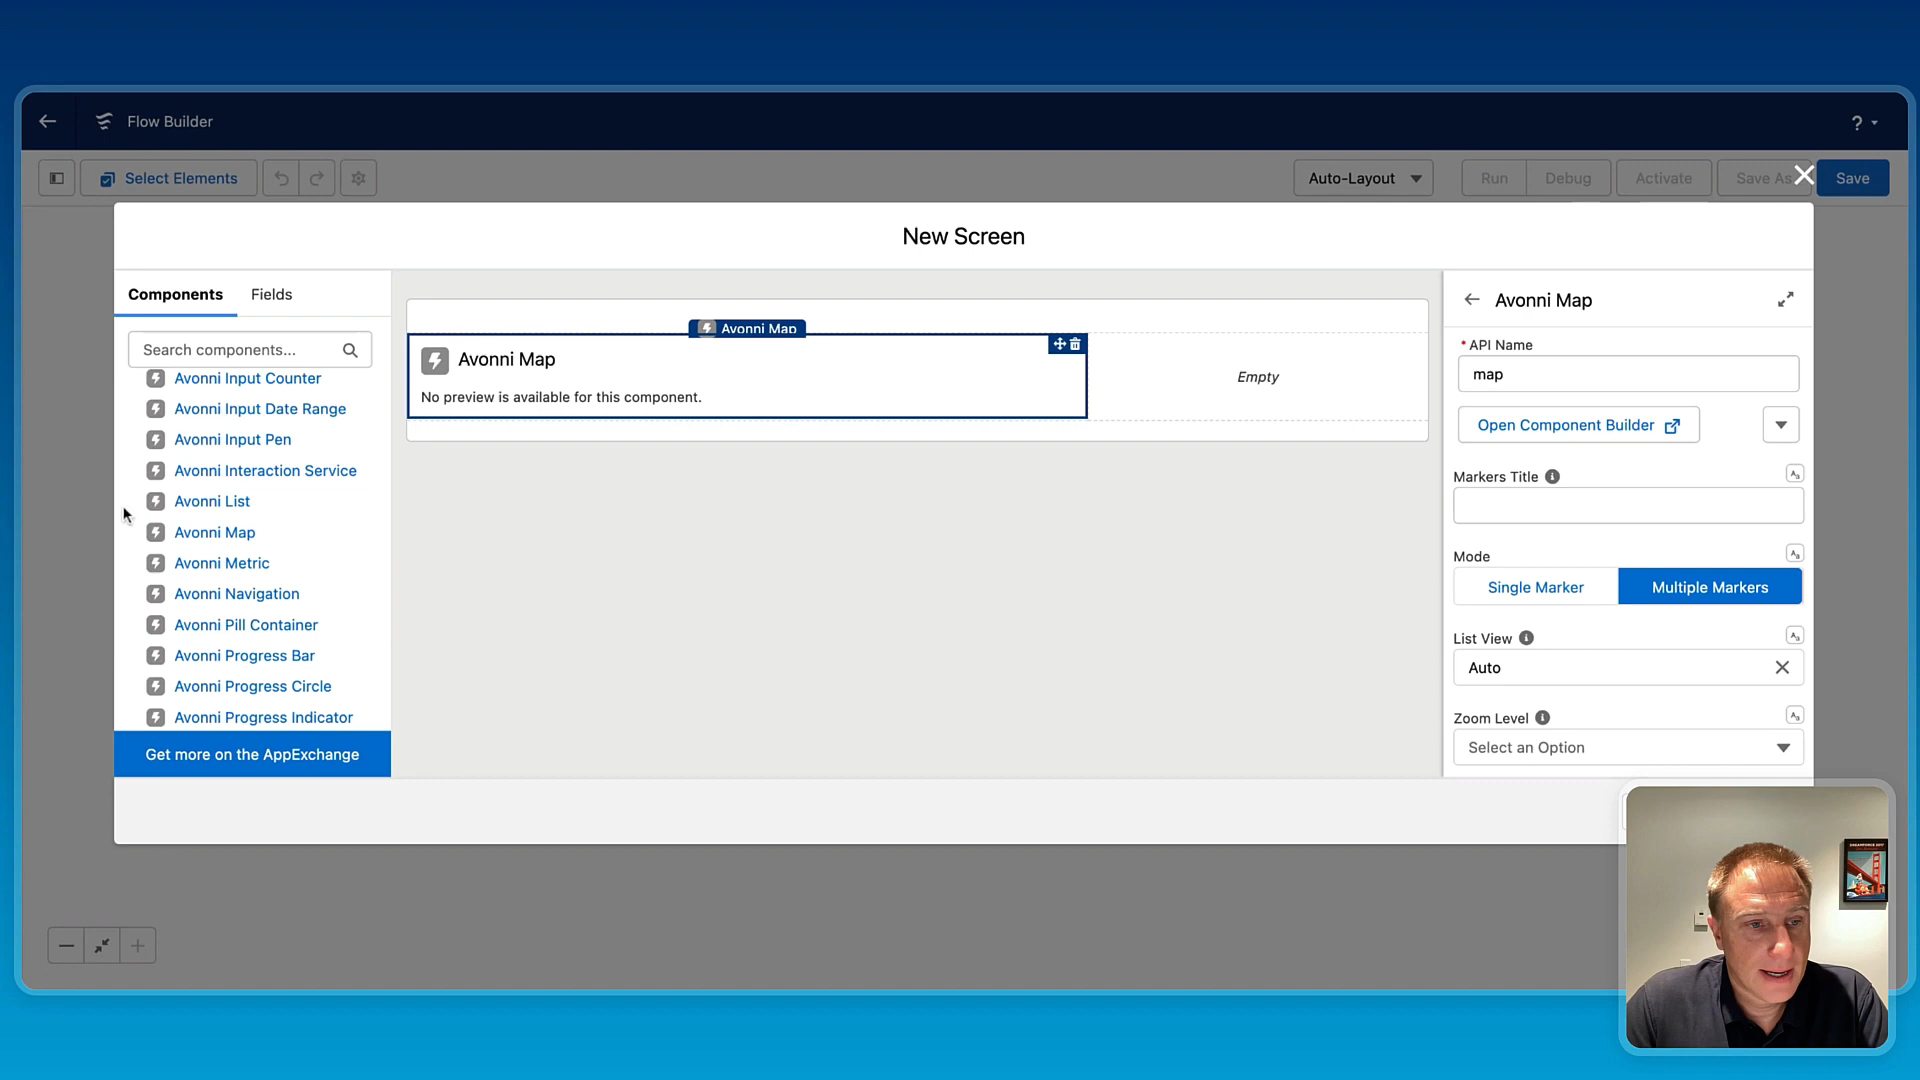 Flow Builder
?
Select Elements
Auto-Layout
Run
Debug
Activate
Save As
Save
New Screen
Components
Fields
Search components...
Avonni Input Counter
Avonni Input Date Range
Avonni Input Pen
Avonni Interaction Service
Avonni List
Avonni Map
Avonni Metric
Avonni Navigation
Avonni Pill Container
Avonni Progress Bar
Avonni Progress Circle
Avonni Progress Indicator
Get more on the AppExchange
Avonni Map
Avonni Map
No preview is available for this component.
Empty
Avonni Map
* API Name
map
Open Component Builder
Markers Title
Mode
Single Marker
Multiple Markers
List View
Auto
Zoom Level
Select an Option
DREAMFORCE 2017